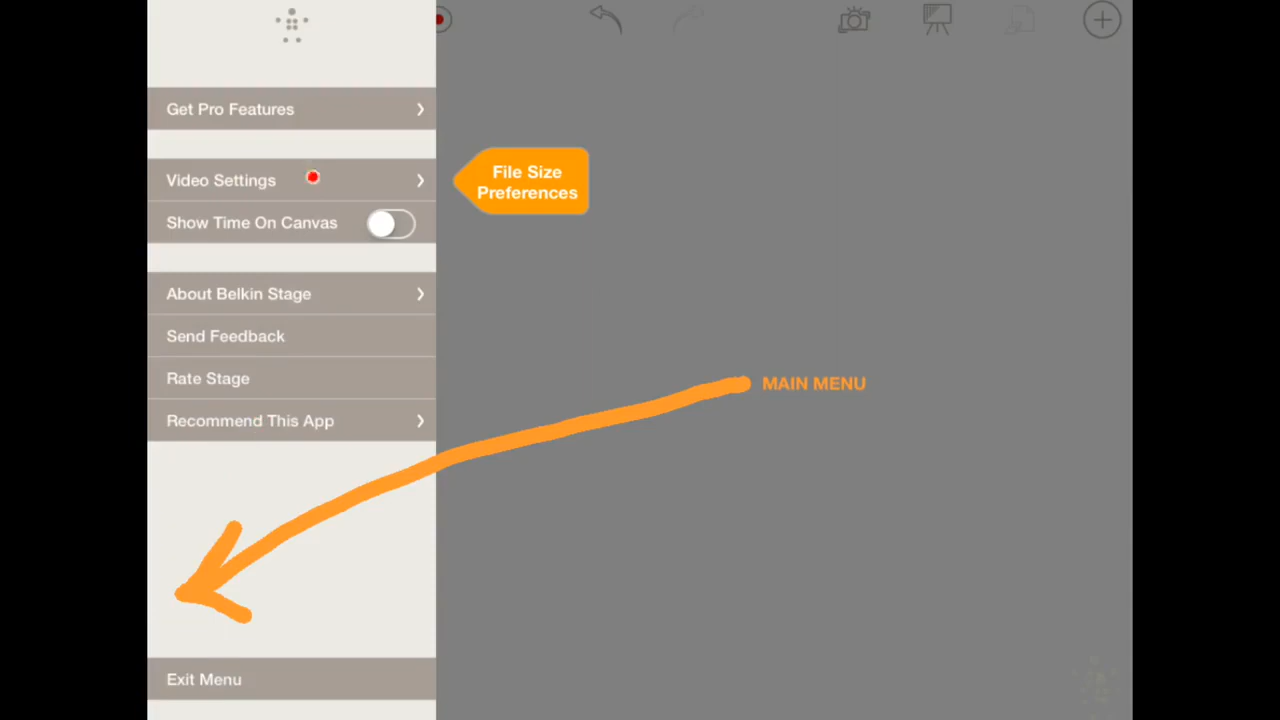 Get Pro Features
Video Settings
File Size
Preferences
Show Time On Canvas
About Belkin Stage
Send Feedback
Rate Stage
MAIN MENU
Recommend This App
Exit Menu